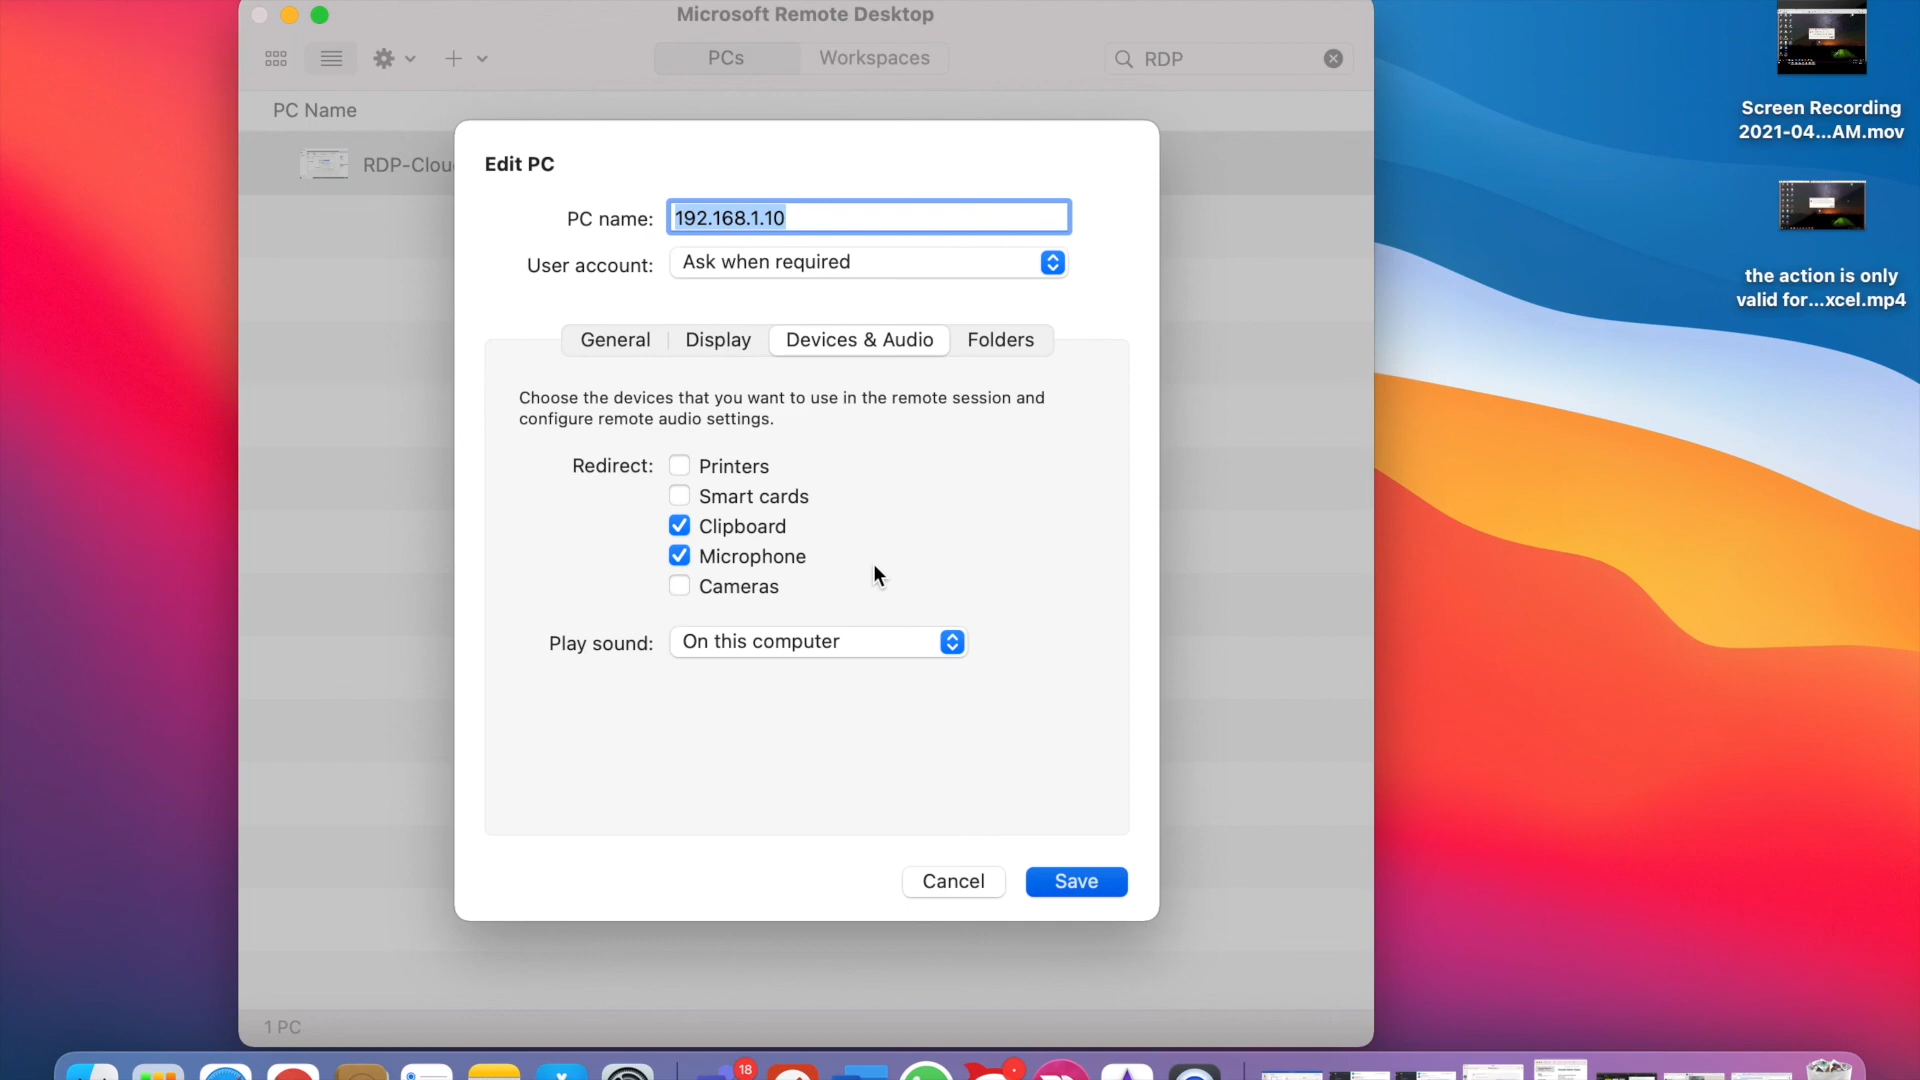 Microsoft Remote Desktop
PCs
Workspaces
RDP
PC Name
RDP-Clou
Edit PC
PC name: 192.168.1.10
User account: Ask when required
General
Display
Devices & Audio
Folders
Choose the devices that you want to use in the remote session and
configure remote audio settings.
Redirect:
Printers
Smart cards
Clipboard
Microphone
Cameras
Play sound: On this computer
Cancel
Save
1 PC
Screen Recording
2021-04...AM.mov
the action is only
valid for...xcel.mp4
18